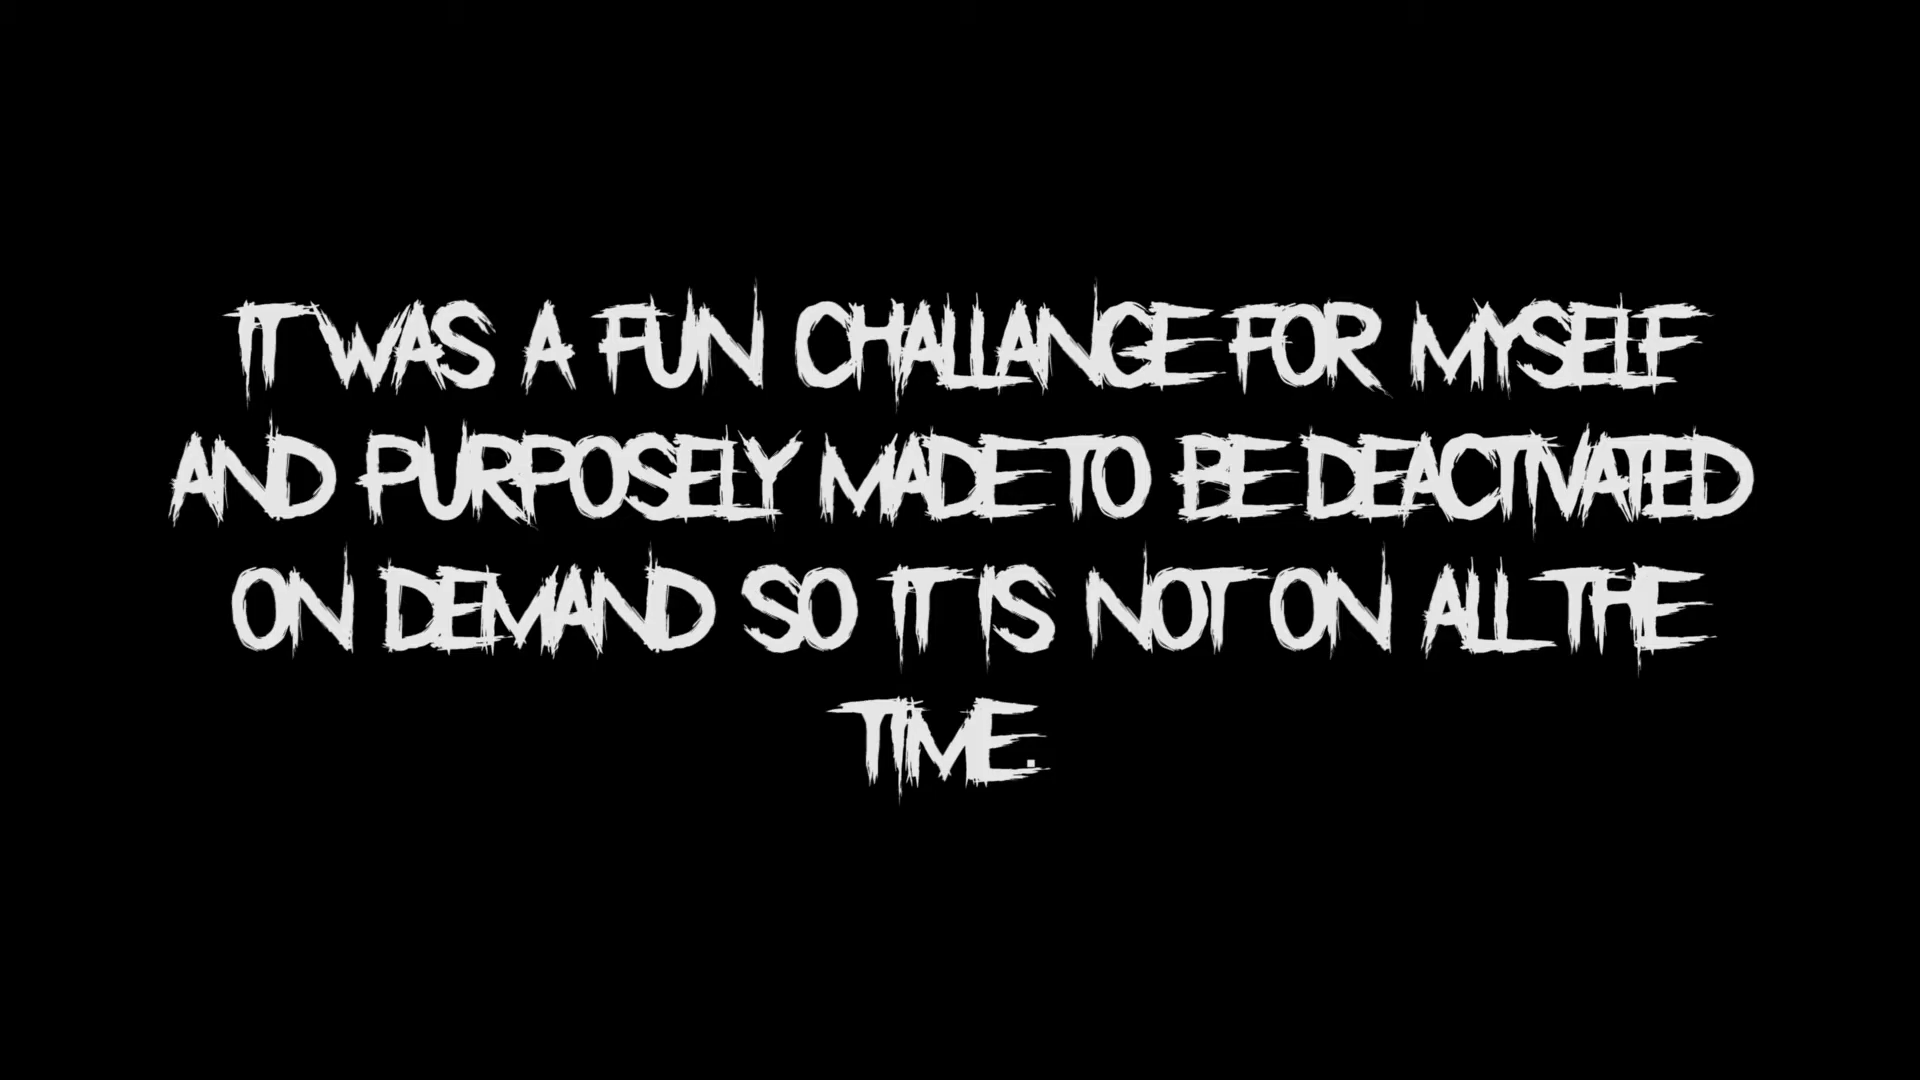 IT WAS A FUN CHALLANGE FOR MYSELF
AND PURPOSELY MADE TO BE DEACTIVATED
ON DEMAND SO IT IS NOT ON ALL THE
TIME.